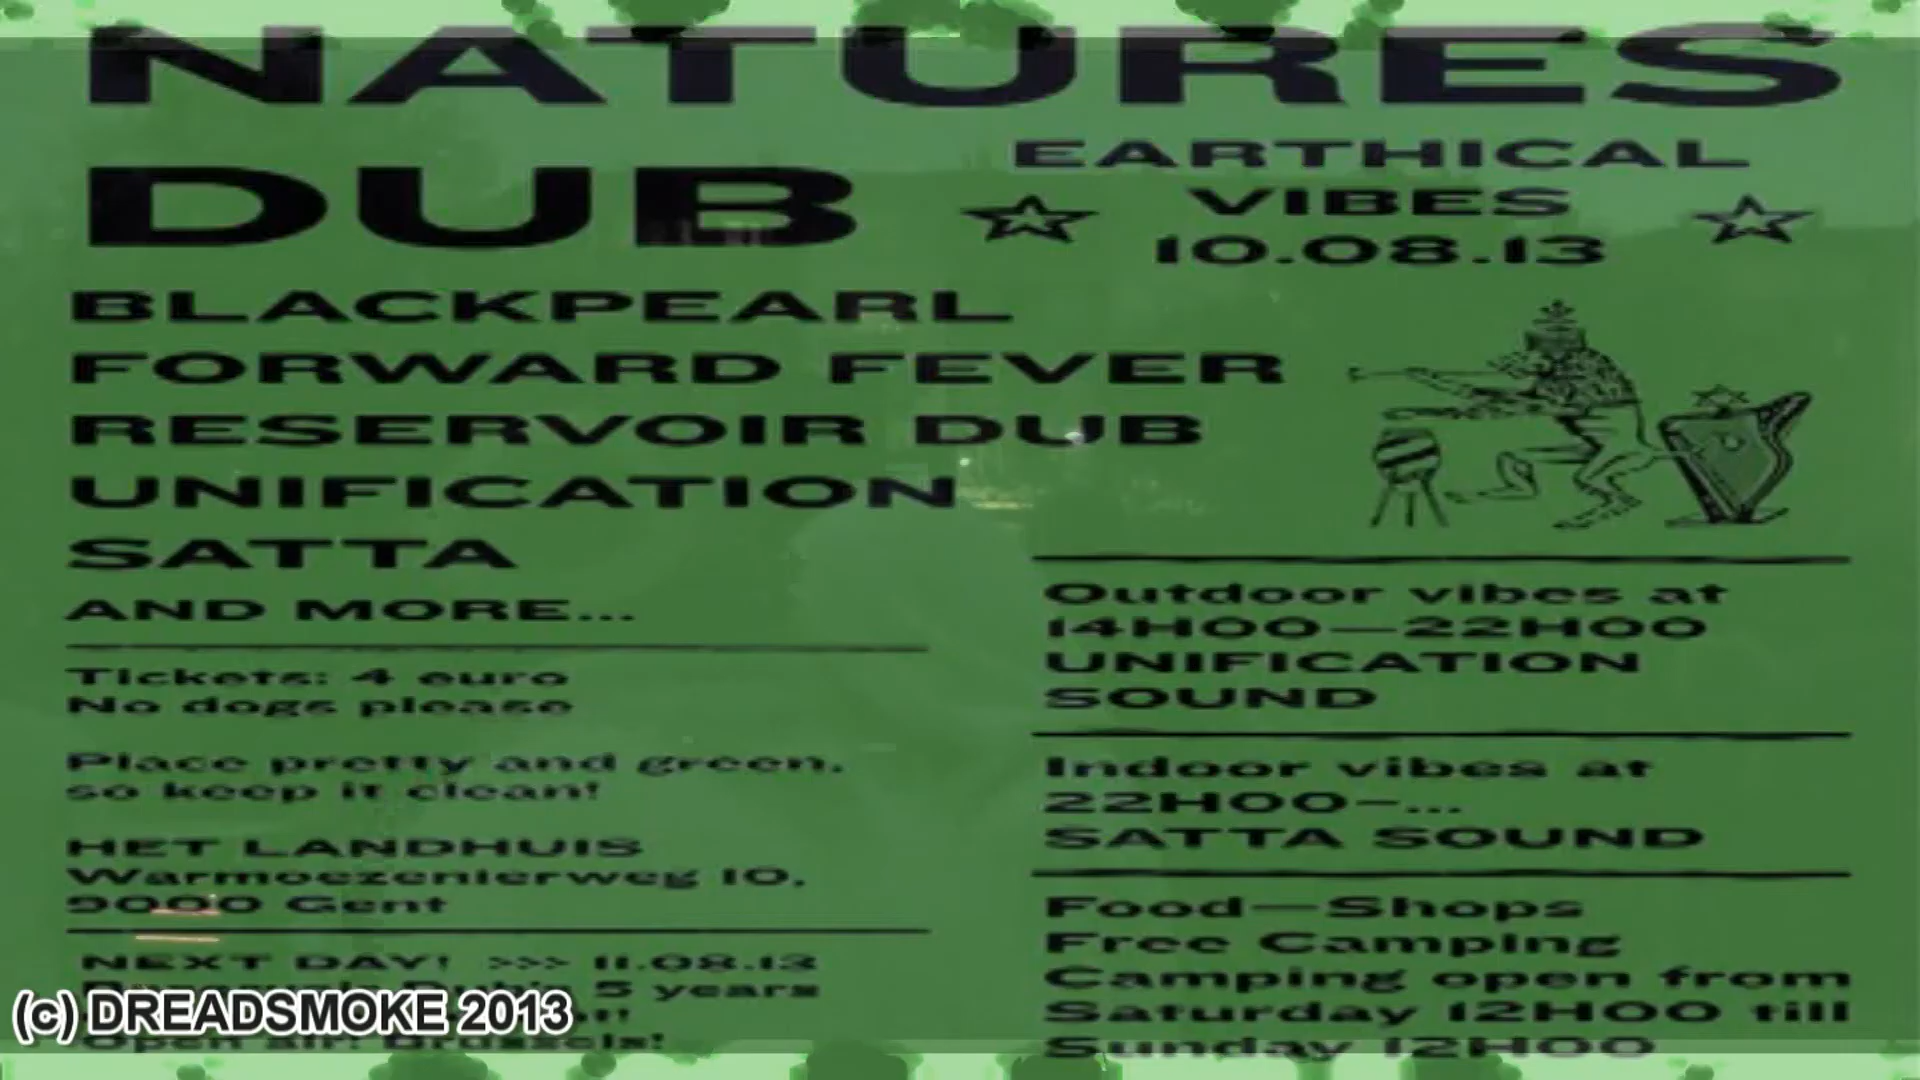 NATURES
DUB
EARTHICAL
VIBES
10.08.13
BLACKPEARL
FORWARD FEVER
RESERVOIR DUB
UNIFICATION
SATTA
AND MORE...
Tickets: 4 euro
No dogs please
Place pretty and green,
so keep it clean!
HET LANDHUIS
Warmoezenierweg 10,
9000 Gent
NEXT DAY! >>> 11.08.13
5 years
Open air! Brussels!
Outdoor vibes at
14H00—22H00
UNIFICATION
SOUND
Indoor vibes at
22H00-...
SATTA SOUND
Food—Shops
Free Camping
Camping open from
Saturday 12H00 till
Sunday 12H00
(c) DREADSMOKE 2013